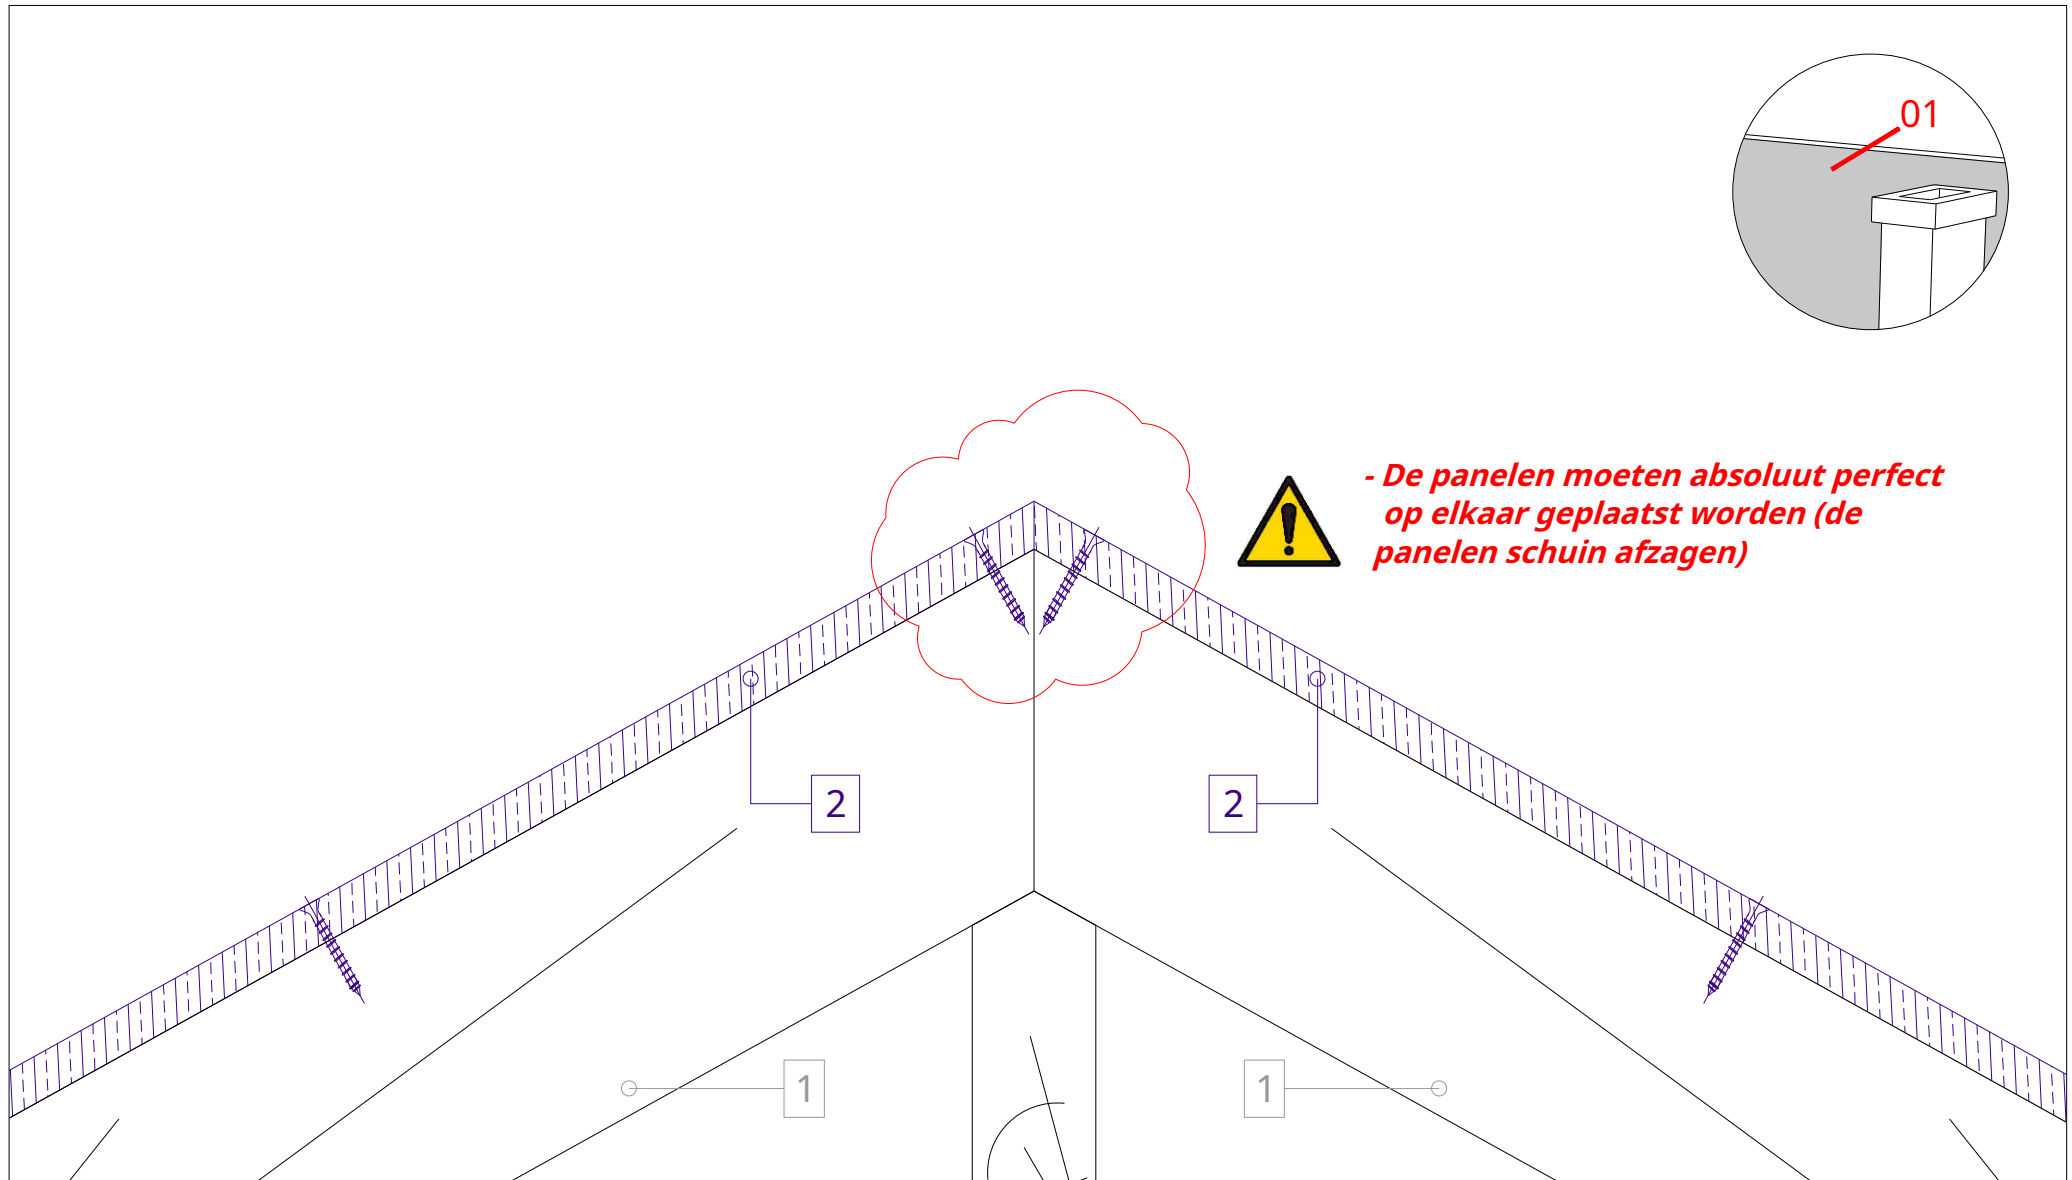 01
- De panelen moeten absoluut perfect
op elkaar geplaatst worden (de
panelen schuin afzagen)
2
2
1
1